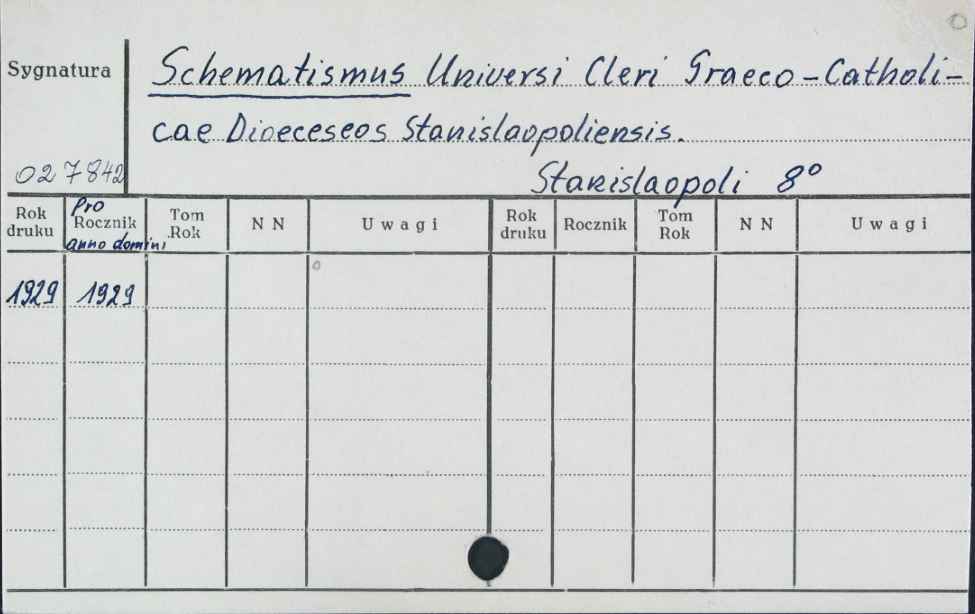 Sygnatura
Schematismus Universi Cleri Graeco-Catholi-
cae Dioeceseos Stanislaopoliensis.
027842
Stanislaopoli 8°
Rok druku
Pro Rocznik anno domini
Tom Rok
N N
Uwagi
Rok druku
Rocznik
Tom Rok
N N
Uwagi
1929 1929